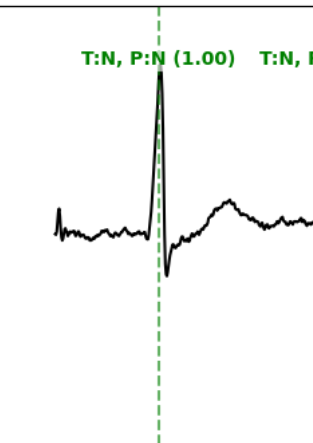 T:N, P:N (1.00) T:N, F